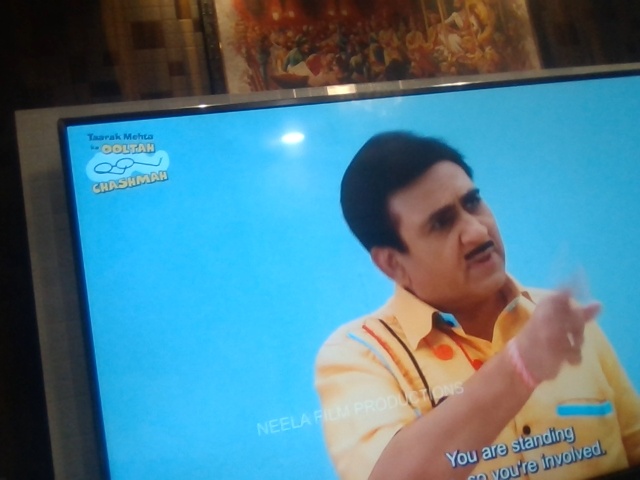 Taarak Mehta
ka OOLTAH
CHASHMAH
NEELA FILM PRODUCTIONS
You are standing
so you're involved.